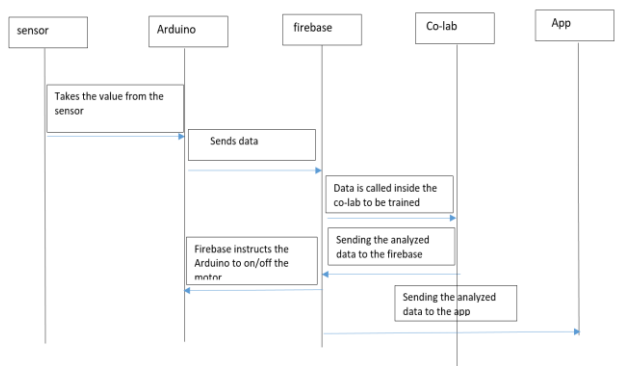 sensor
Arduino
firebase
Co-lab
App
Takes the value from the
sensor
Sends data
Data is called inside the
co-lab to be trained
Sending the analyzed
data to the firebase
Firebase instructs the
Arduino to on/off the
motor
Sending the analyzed
data to the app